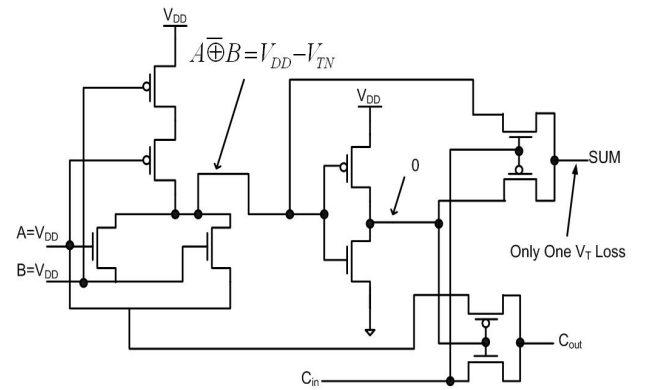 V_DD
A⊕̅B=V_DD−V_TN
V_DD
0
SUM
A=V_DD
B=V_DD
Only One V_T Loss
C_out
C_in